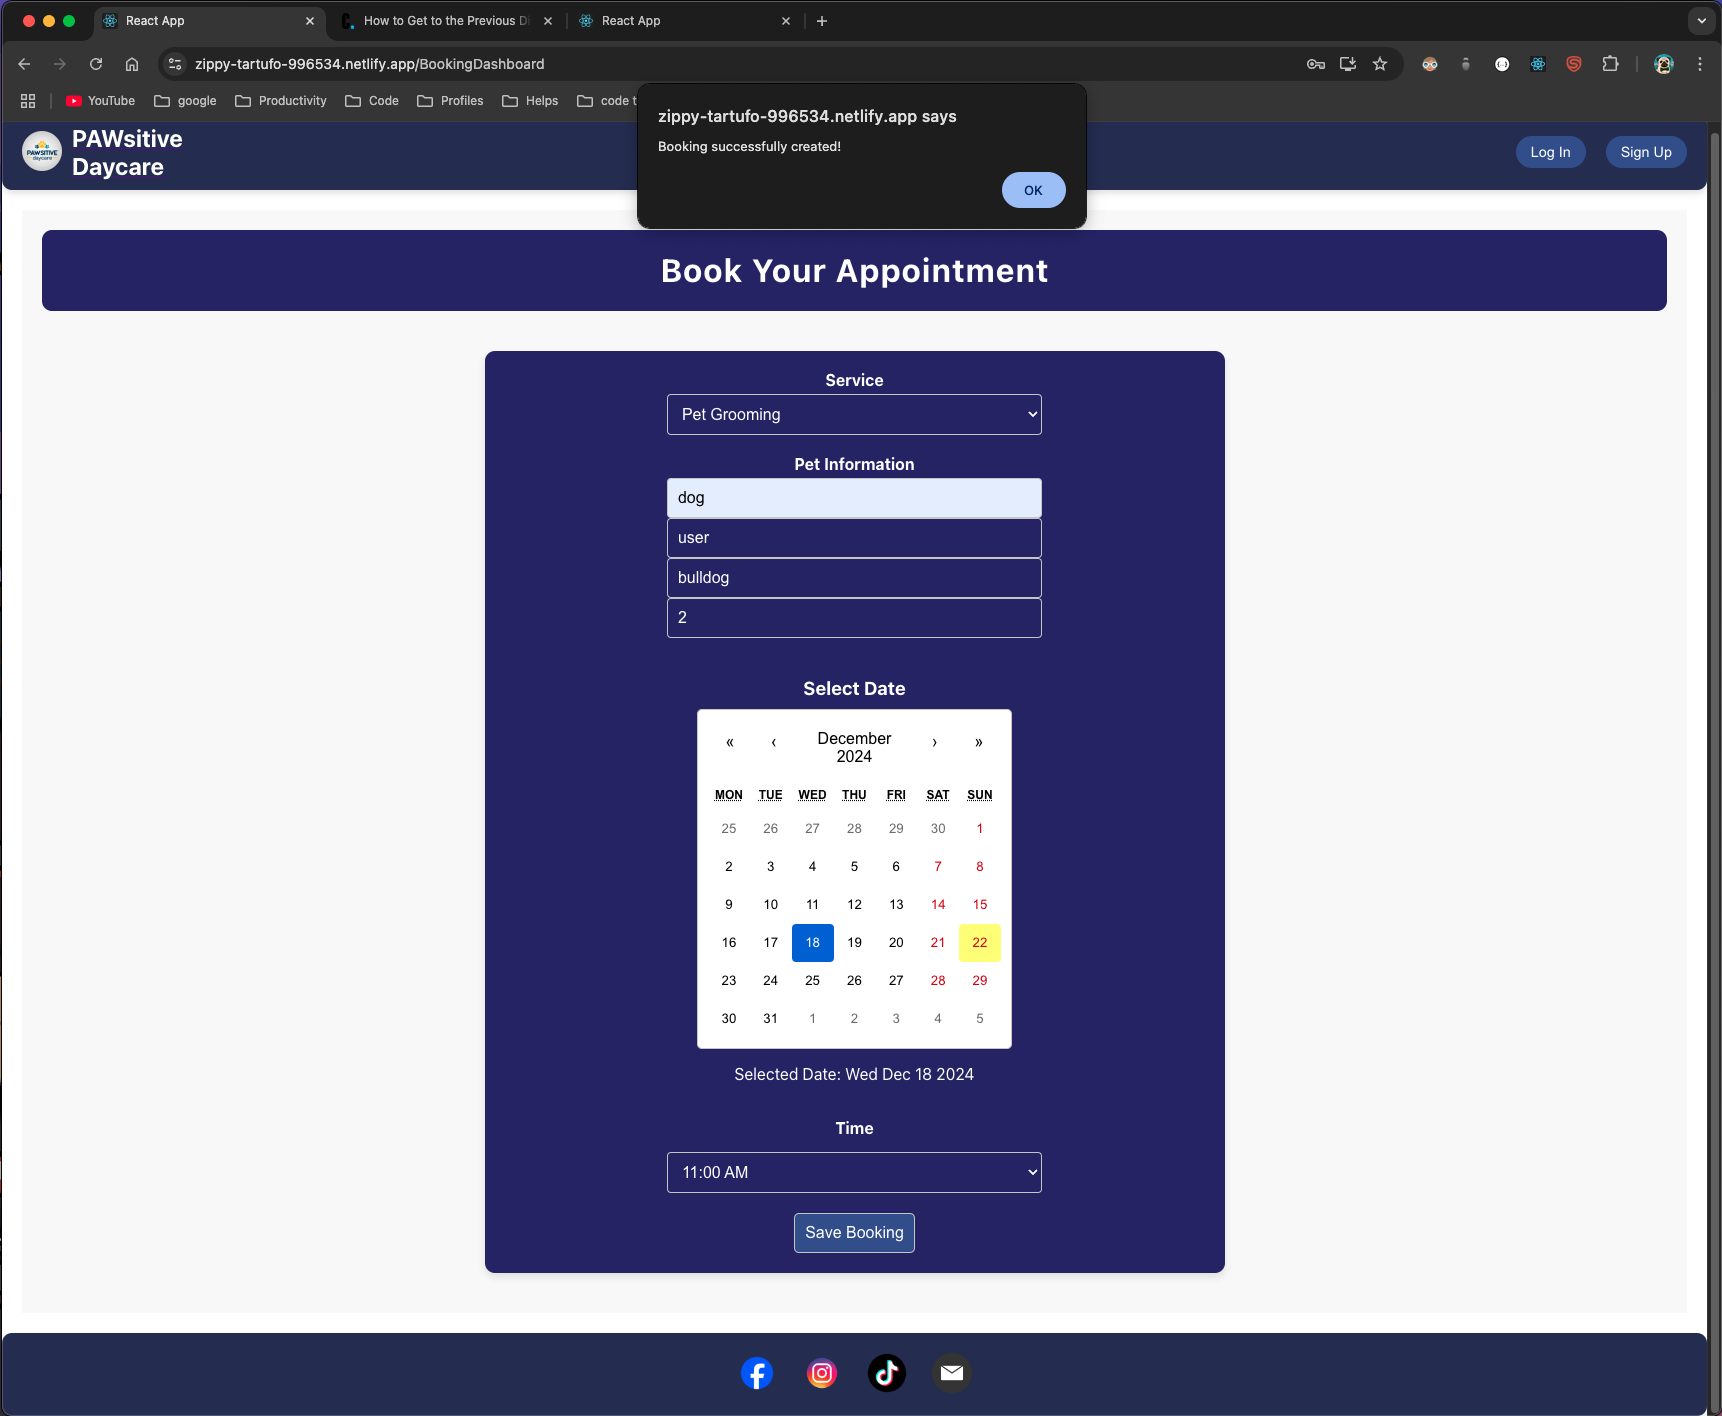 React App
How to Get to the Previous Di
React App
zippy-tartufo-996534.netlify.app/BookingDashboard
YouTube
google
Productivity
Code
Profiles
Helps
code t
zippy-tartufo-996534.netlify.app says
Booking successfully created!
OK
PAWSITIVE
daycare
PAWsitive
Daycare
Log In
Sign Up
Book Your Appointment
Service
Pet Grooming
Pet Information
dog
user
bulldog
2
Select Date
« ‹ December 2024 › »
MON TUE WED THU FRI SAT SUN
25 26 27 28 29 30 1
2 3 4 5 6 7 8
9 10 11 12 13 14 15
16 17 18 19 20 21 22
23 24 25 26 27 28 29
30 31 1 2 3 4 5
Selected Date: Wed Dec 18 2024
Time
11:00 AM
Save Booking